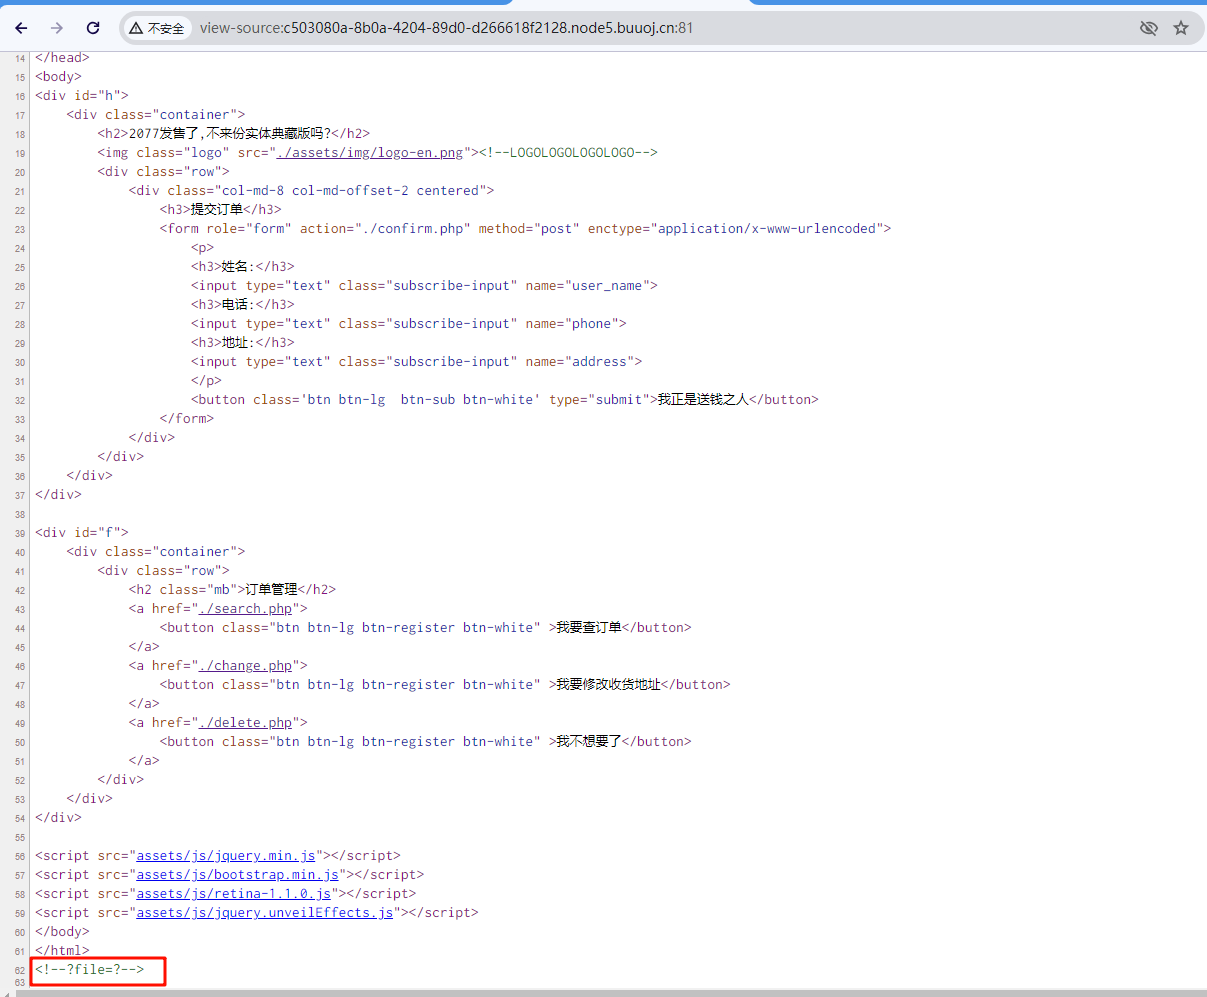 不安全 view-source:c503080a-8b0a-4204-89d0-d266618f2128.node5.buuoj.cn:81
14 </head>
15 <body>
16 <div id="h">
17 <div class="container">
18 <h2>2077发售了,不来份实体典藏版吗?</h2>
19 <img class="logo" src="./assets/img/logo-en.png"><!--LOGOLOGOLOGOLOGO-->
20 <div class="row">
21 <div class="col-md-8 col-md-offset-2 centered">
22 <h3>提交订单</h3>
23 <form role="form" action="./confirm.php" method="post" enctype="application/x-www-urlencoded">
24 <p>
25 <h3>姓名:</h3>
26 <input type="text" class="subscribe-input" name="user_name">
27 <h3>电话:</h3>
28 <input type="text" class="subscribe-input" name="phone">
29 <h3>地址:</h3>
30 <input type="text" class="subscribe-input" name="address">
31 </p>
32 <button class='btn btn-lg  btn-sub btn-white' type="submit">我正是送钱之人</button>
33 </form>
34 </div>
35 </div>
36 </div>
37 </div>
38
39 <div id="f">
40 <div class="container">
41 <div class="row">
42 <h2 class="mb">订单管理</h2>
43 <a href="./search.php">
44 <button class="btn btn-lg btn-register btn-white" >我要查订单</button>
45 </a>
46 <a href="./change.php">
47 <button class="btn btn-lg btn-register btn-white" >我要修改收货地址</button>
48 </a>
49 <a href="./delete.php">
50 <button class="btn btn-lg btn-register btn-white" >我不想要了</button>
51 </a>
52 </div>
53 </div>
54 </div>
55
56 <script src="assets/js/jquery.min.js"></script>
57 <script src="assets/js/bootstrap.min.js"></script>
58 <script src="assets/js/retina-1.1.0.js"></script>
59 <script src="assets/js/jquery.unveilEffects.js"></script>
60 </body>
61 </html>
62 <!--?file=?-->
63